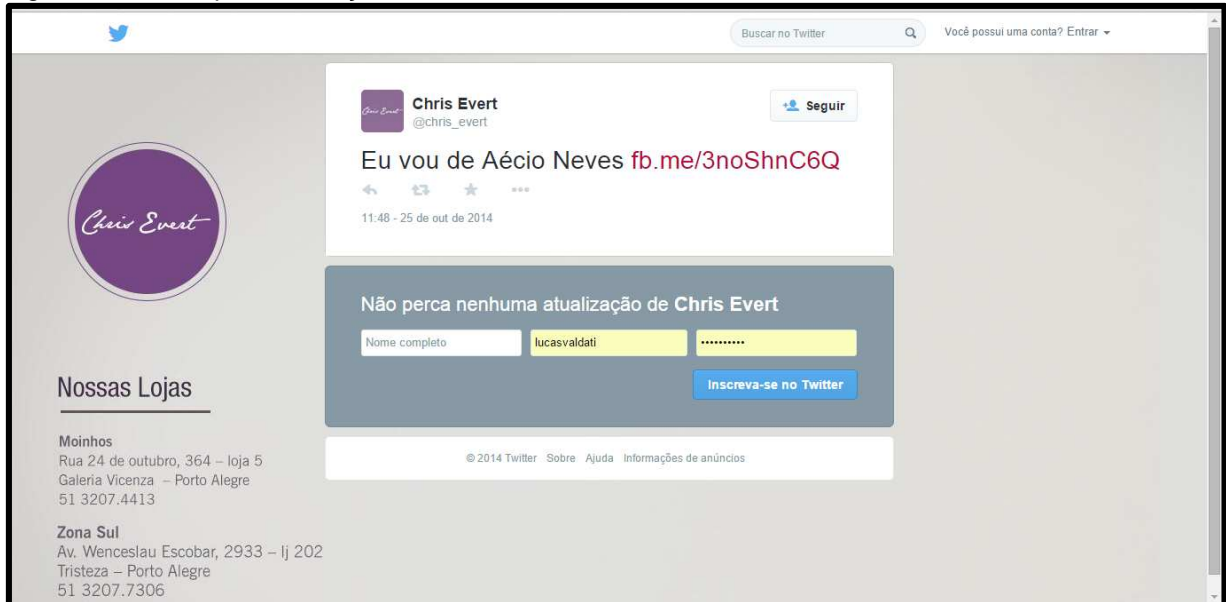 Buscar no Twitter
Você possui uma conta? Entrar
Chris Evert
@chris_evert
Seguir
Eu vou de Aécio Neves fb.me/3noShnC6Q
11:48 - 25 de out de 2014
Chris Evert
Não perca nenhuma atualização de Chris Evert
Nome completo
lucasvaldati
••••••••••
Inscreva-se no Twitter
© 2014 Twitter Sobre Ajuda Informações de anúncios
Nossas Lojas
Moinhos
Rua 24 de outubro, 364 – loja 5
Galeria Vicenza – Porto Alegre
51 3207.4413
Zona Sul
Av. Wenceslau Escobar, 2933 – lj 202
Tristeza – Porto Alegre
51 3207.7306